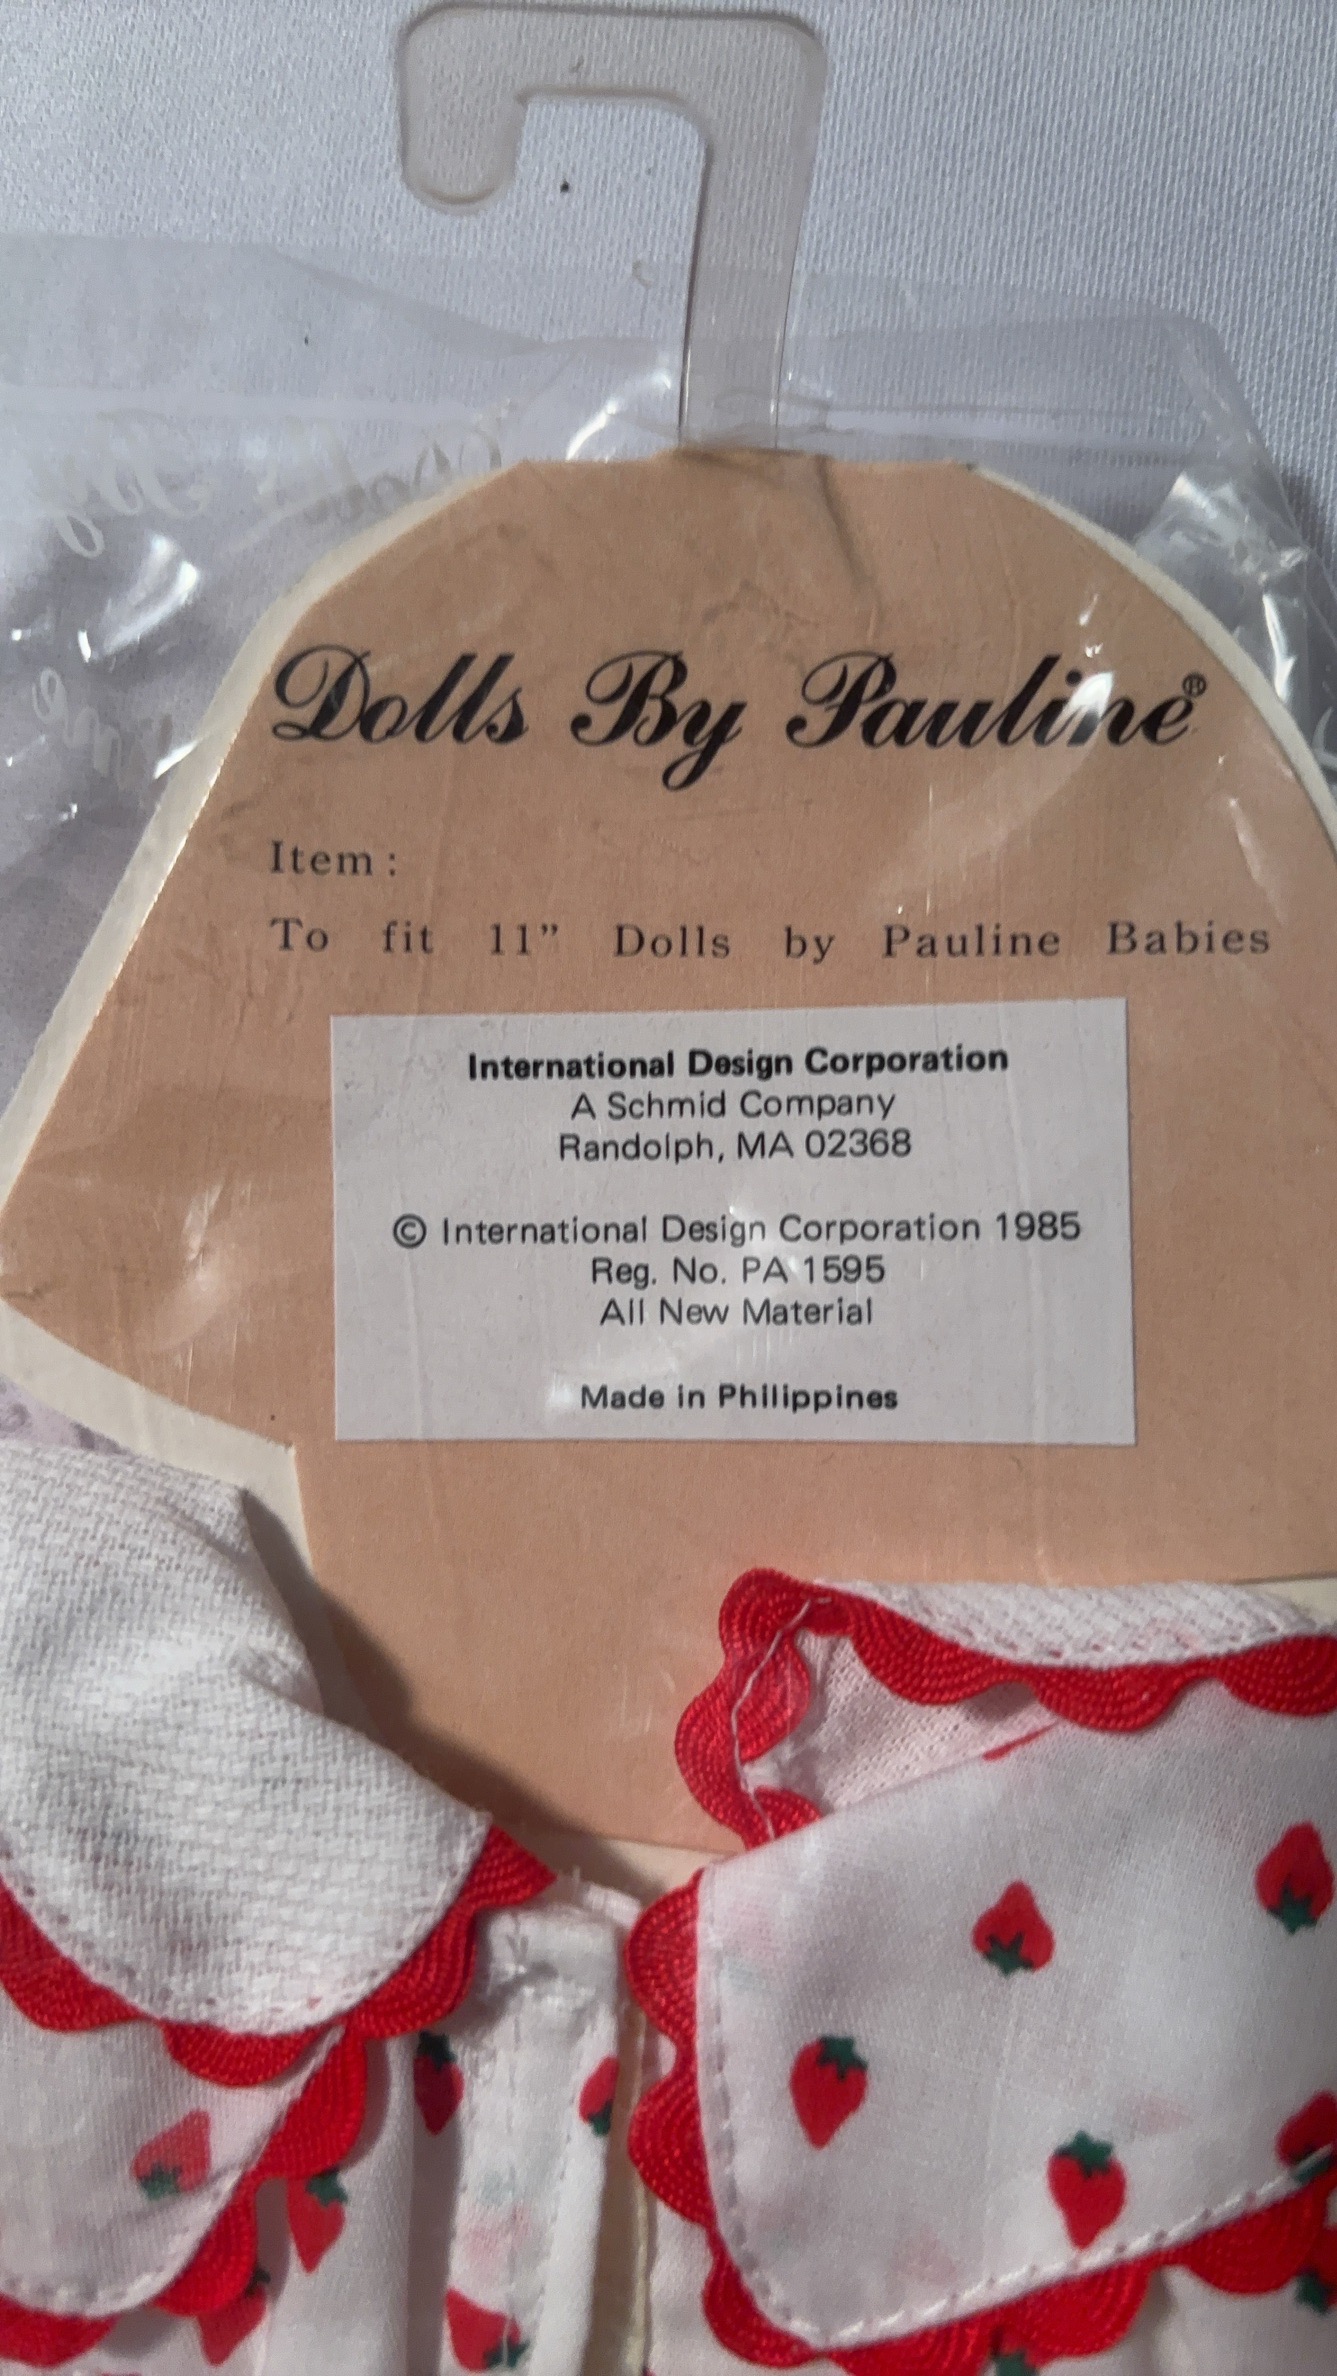 Dolls By Pauline®
Item:
To fit 11” Dolls by Pauline Babies
International Design Corporation
A Schmid Company
Randolph, MA 02368
© International Design Corporation 1985
Reg. No. PA 1595
All New Material
Made in Philippines